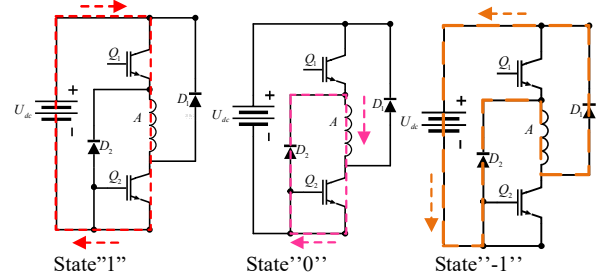 Q1
+
Udc
A
D1
D2
Q2
State"1"
Q1
+
Udc
A
D1
D2
Q2
State"0''
Q1
+
Udc
A
D1
D2
Q2
State''-1''